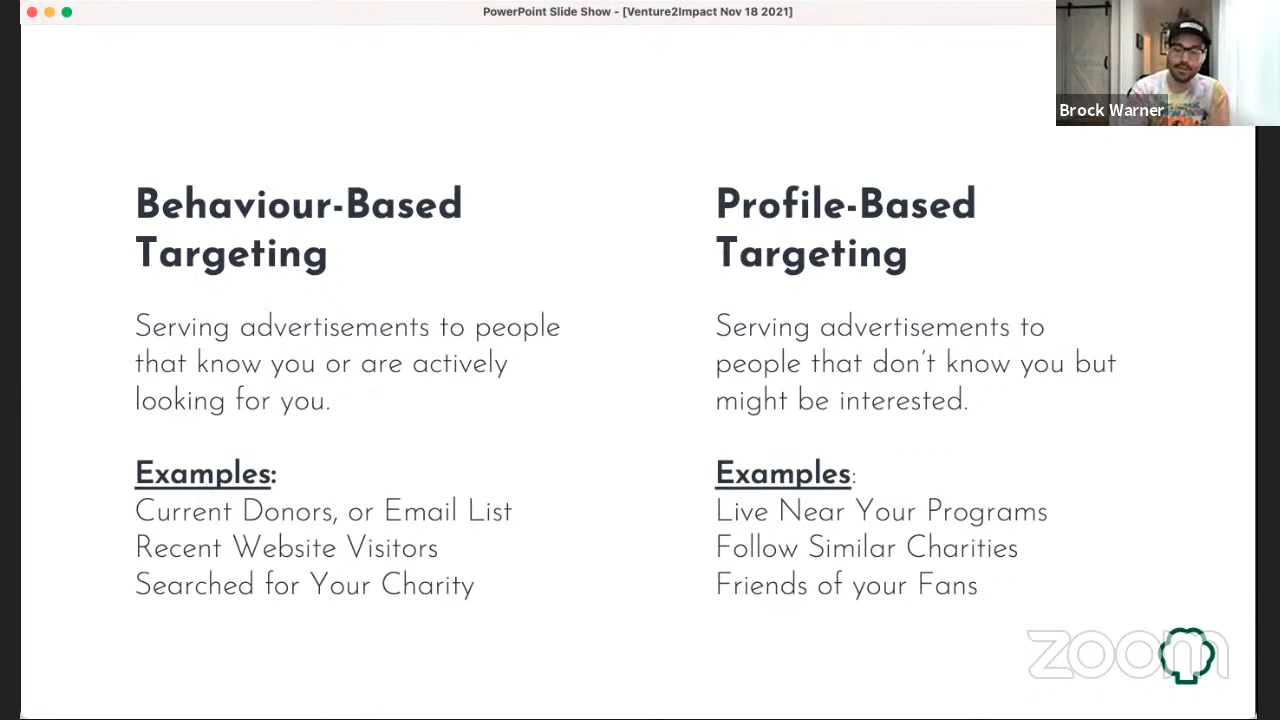 PowerPoint Slide Show - [Venture2Impact Nov 18 2021]
Brock Warner
Behaviour-Based
Targeting
Serving advertisements to people
that know you or are actively
looking for you.
Examples:
Current Donors, or Email List
Recent Website Visitors
Searched for Your Charity
Profile-Based
Targeting
Serving advertisements to
people that don't know you but
might be interested.
Examples:
Live Near Your Programs
Follow Similar Charities
Friends of your Fans
zoom